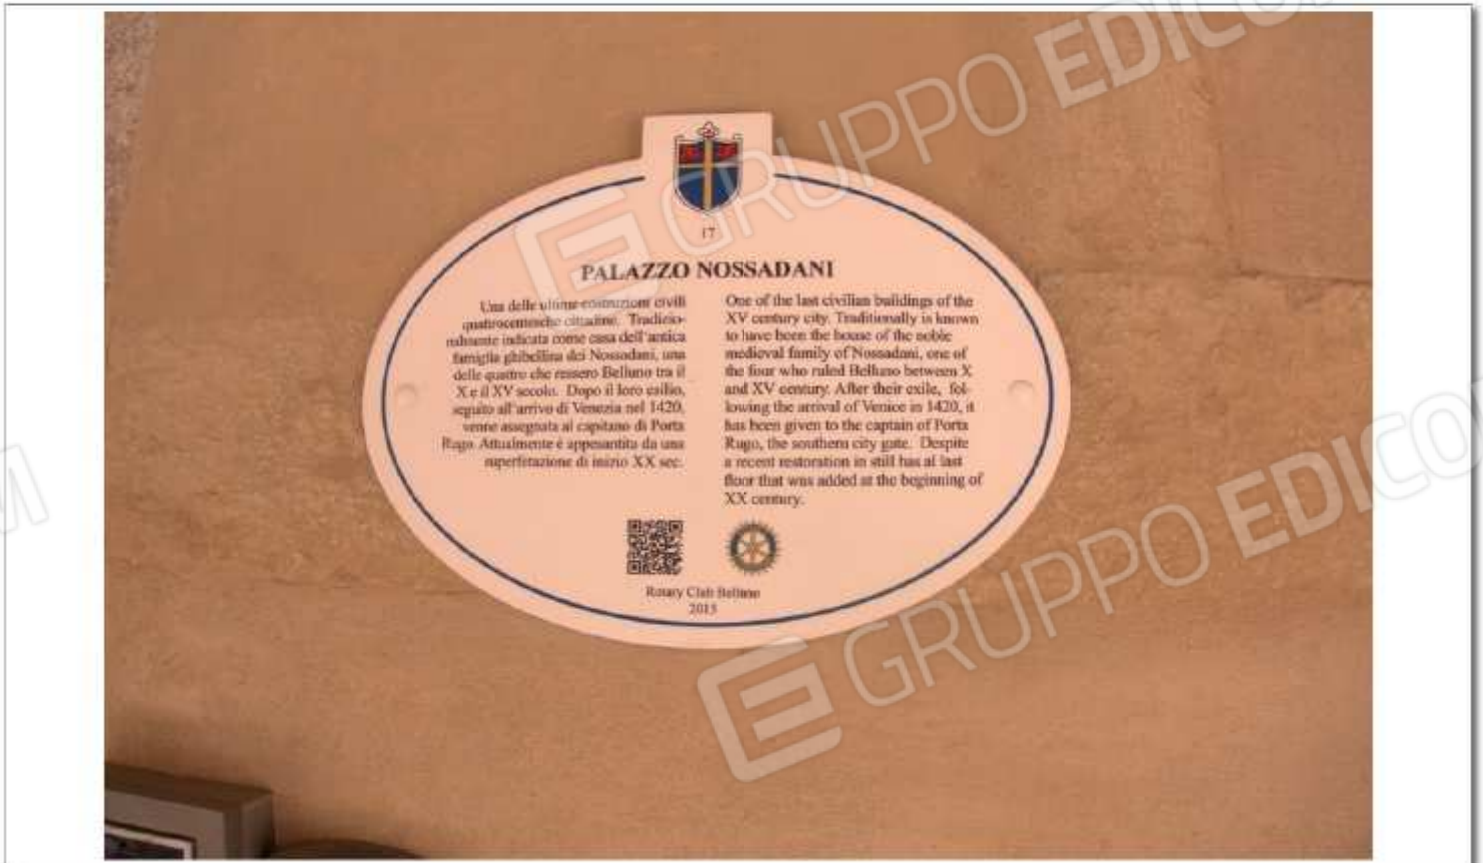 17
PALAZZO NOSSADANI
Una delle ultime costruzioni civili
quattrocentesche cittadine. Tradizio-
nalmente indicata come casa dell'antica
famiglia ghibellina dei Nossadani, una
delle quattro che ressero Belluno tra il
X e il XV secolo. Dopo il loro esilio,
seguito all'arrivo di Venezia nel 1420,
venne assegnata al capitano di Porta
Rugo. Attualmente è appesantita da una
superfetazione di inizio XX sec.
One of the last civilian buildings of the
XV century city. Traditionally is known
to have been the house of the noble
medieval family of Nossadani, one of
the four who ruled Belluno between X
and XV century. After their exile, fol-
lowing the arrival of Venice in 1420, it
has been given to the captain of Porta
Rugo, the southern city gate. Despite
a recent restoration in still has al last
floor that was added at the beginning of
XX century.
Rotary Club Belluno
2015
GRUPPO EDICOM
GRUPPO EDICOM
M